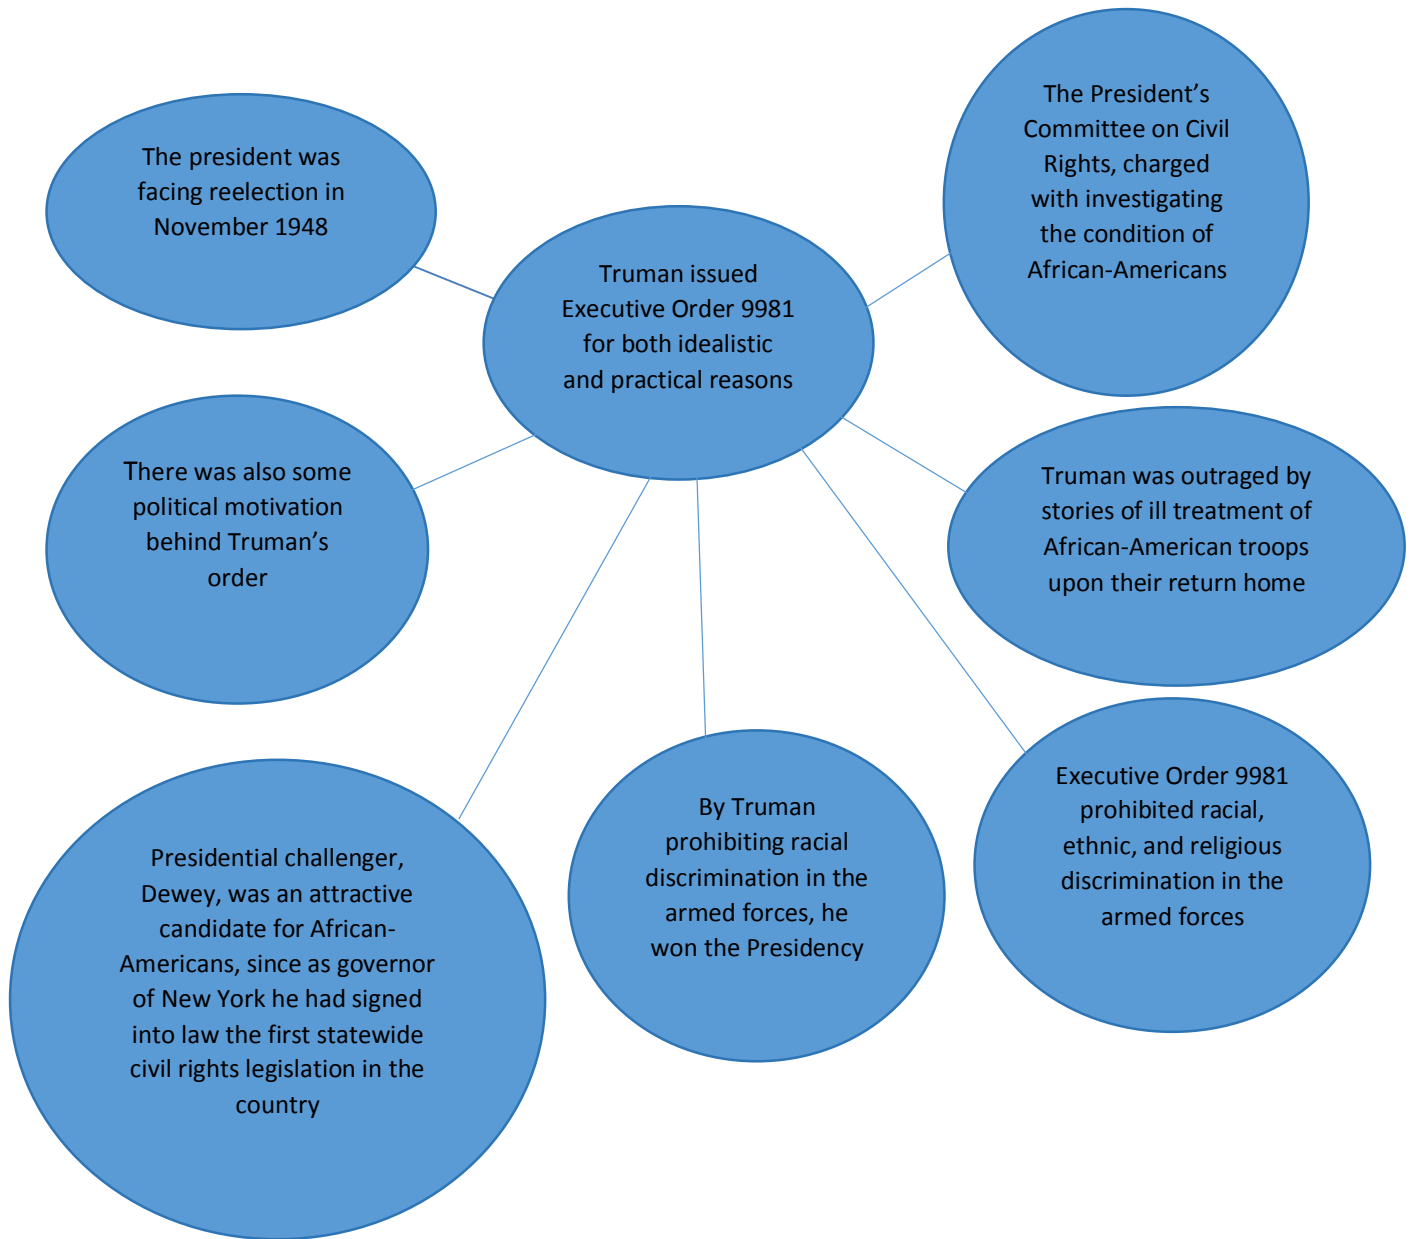 The president was
facing reelection in
November 1948
Truman issued
Executive Order 9981
for both idealistic
and practical reasons
The President’s
Committee on Civil
Rights, charged
with investigating
the condition of
African-Americans
There was also some
political motivation
behind Truman’s
order
Truman was outraged by
stories of ill treatment of
African-American troops
upon their return home
Presidential challenger,
Dewey, was an attractive
candidate for African-
Americans, since as governor
of New York he had signed
into law the first statewide
civil rights legislation in the
country
By Truman
prohibiting racial
discrimination in the
armed forces, he
won the Presidency
Executive Order 9981
prohibited racial,
ethnic, and religious
discrimination in the
armed forces